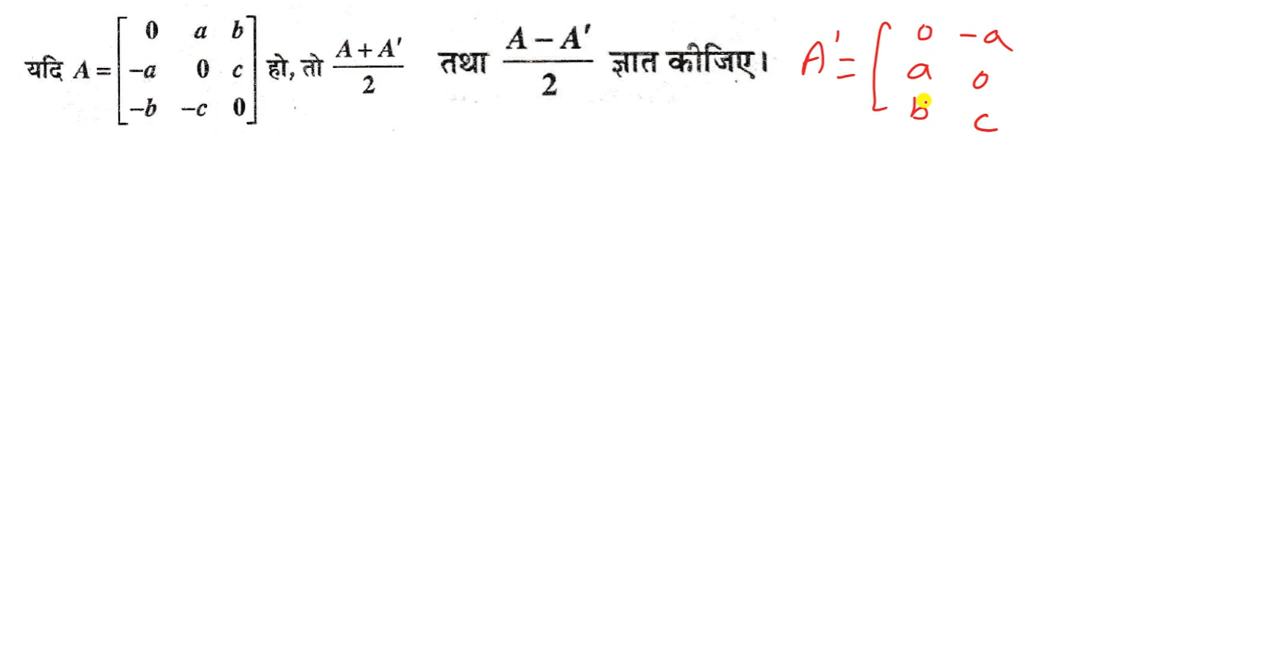 यदि A = [ 0 a b ; -a 0 c ; -b -c 0 ] हो, तो (A + A')/2 तथा (A - A')/2 ज्ञात कीजिए। A' = [ 0 -a ; a 0 ; b c